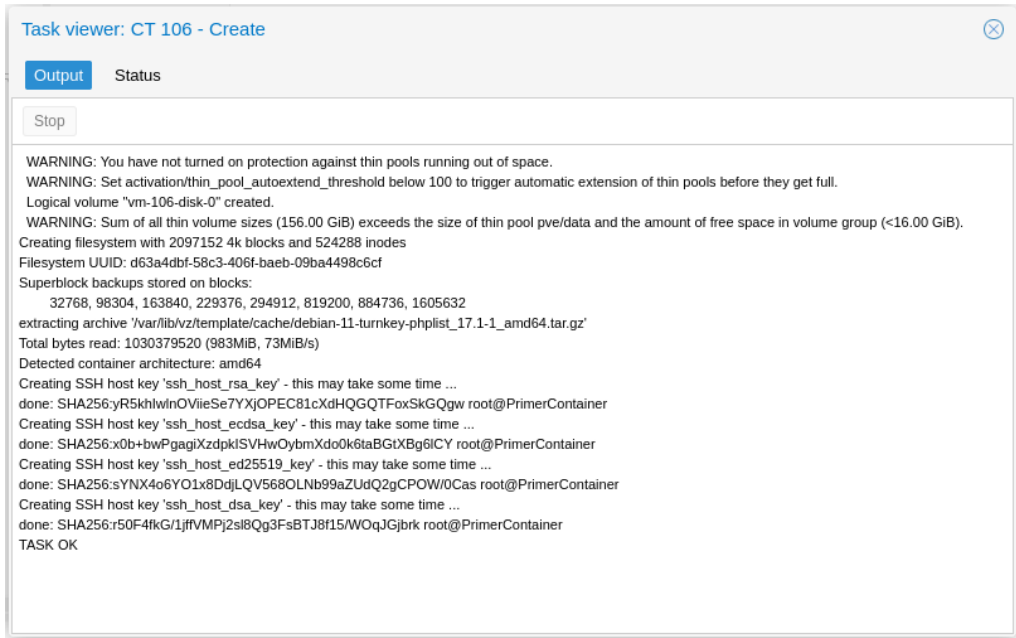 Task viewer: CT 106 - Create
Output Status
Stop
WARNING: You have not turned on protection against thin pools running out of space.
WARNING: Set activation/thin_pool_autoextend_threshold below 100 to trigger automatic extension of thin pools before they get full.
Logical volume "vm-106-disk-0" created.
WARNING: Sum of all thin volume sizes (156.00 GiB) exceeds the size of thin pool pve/data and the amount of free space in volume group (<16.00 GiB).
Creating filesystem with 2097152 4k blocks and 524288 inodes
Filesystem UUID: d63a4dbf-58c3-406f-baeb-09ba4498c6cf
Superblock backups stored on blocks:
32768, 98304, 163840, 229376, 294912, 819200, 884736, 1605632
extracting archive '/var/lib/vz/template/cache/debian-11-turnkey-phplist_17.1-1_amd64.tar.gz'
Total bytes read: 1030379520 (983MiB, 73MiB/s)
Detected container architecture: amd64
Creating SSH host key 'ssh_host_rsa_key' - this may take some time ...
done: SHA256:yR5khIwlnOViieSe7YXjOPEC81cXdHQGQTFoxSkGQgw root@PrimerContainer
Creating SSH host key 'ssh_host_ecdsa_key' - this may take some time ...
done: SHA256:x0b+bwPgagiXzdpkISVHwOybmXdo0k6taBGtXBg6lCY root@PrimerContainer
Creating SSH host key 'ssh_host_ed25519_key' - this may take some time ...
done: SHA256:sYNX4o6YO1x8DdjLQV568OLNb99aZUdQ2gCPOW/0Cas root@PrimerContainer
Creating SSH host key 'ssh_host_dsa_key' - this may take some time ...
done: SHA256:r50F4fkG/1jffVMPj2sl8Qg3FsBTJ8f15/WOqJGjbrk root@PrimerContainer
TASK OK